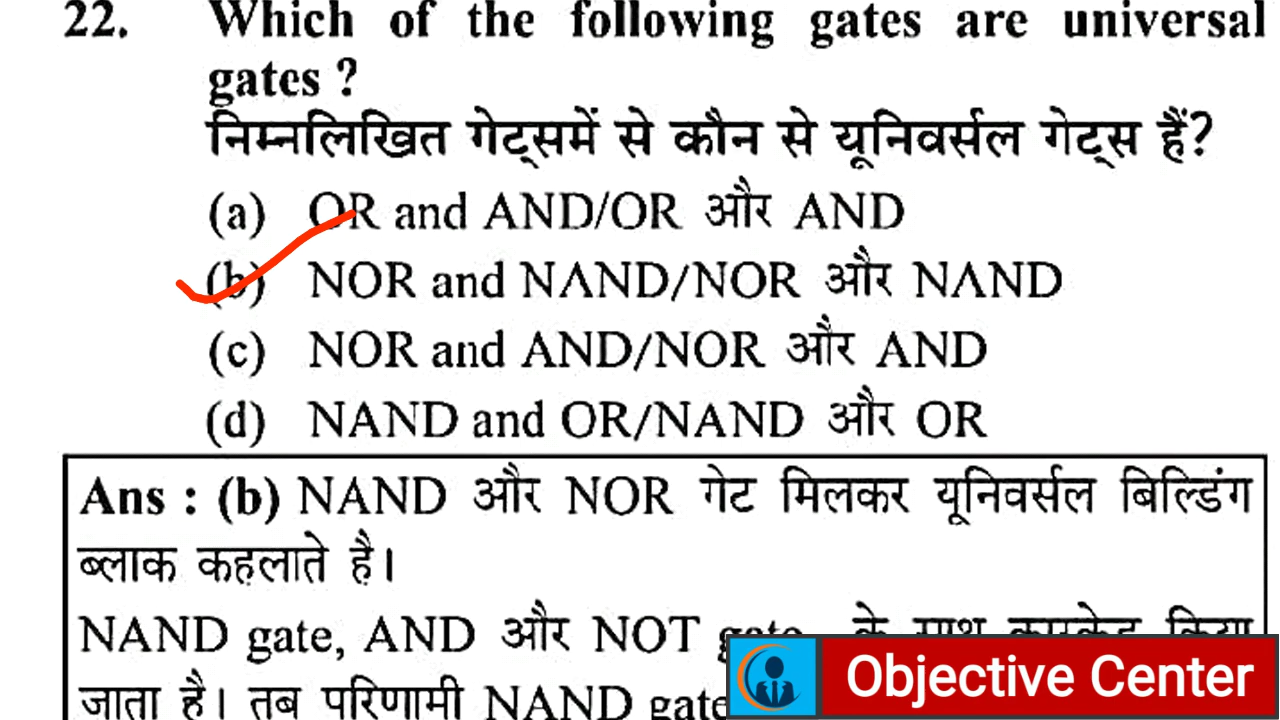 22. Which of the following gates are universal
gates ?
निम्नलिखित गेट्समें से कौन से यूनिवर्सल गेट्स हैं?
(a) OR and AND/OR और AND
(b) NOR and NAND/NOR और NAND
(c) NOR and AND/NOR और AND
(d) NAND and OR/NAND और OR
Ans : (b) NAND और NOR गेट मिलकर यूनिवर्सल बिल्डिंग
ब्लाक कहलाते है।
NAND gate, AND और NOT gate के साथ कास्केड किया
जाता है। तब परिणामी NAND gate
Objective Center